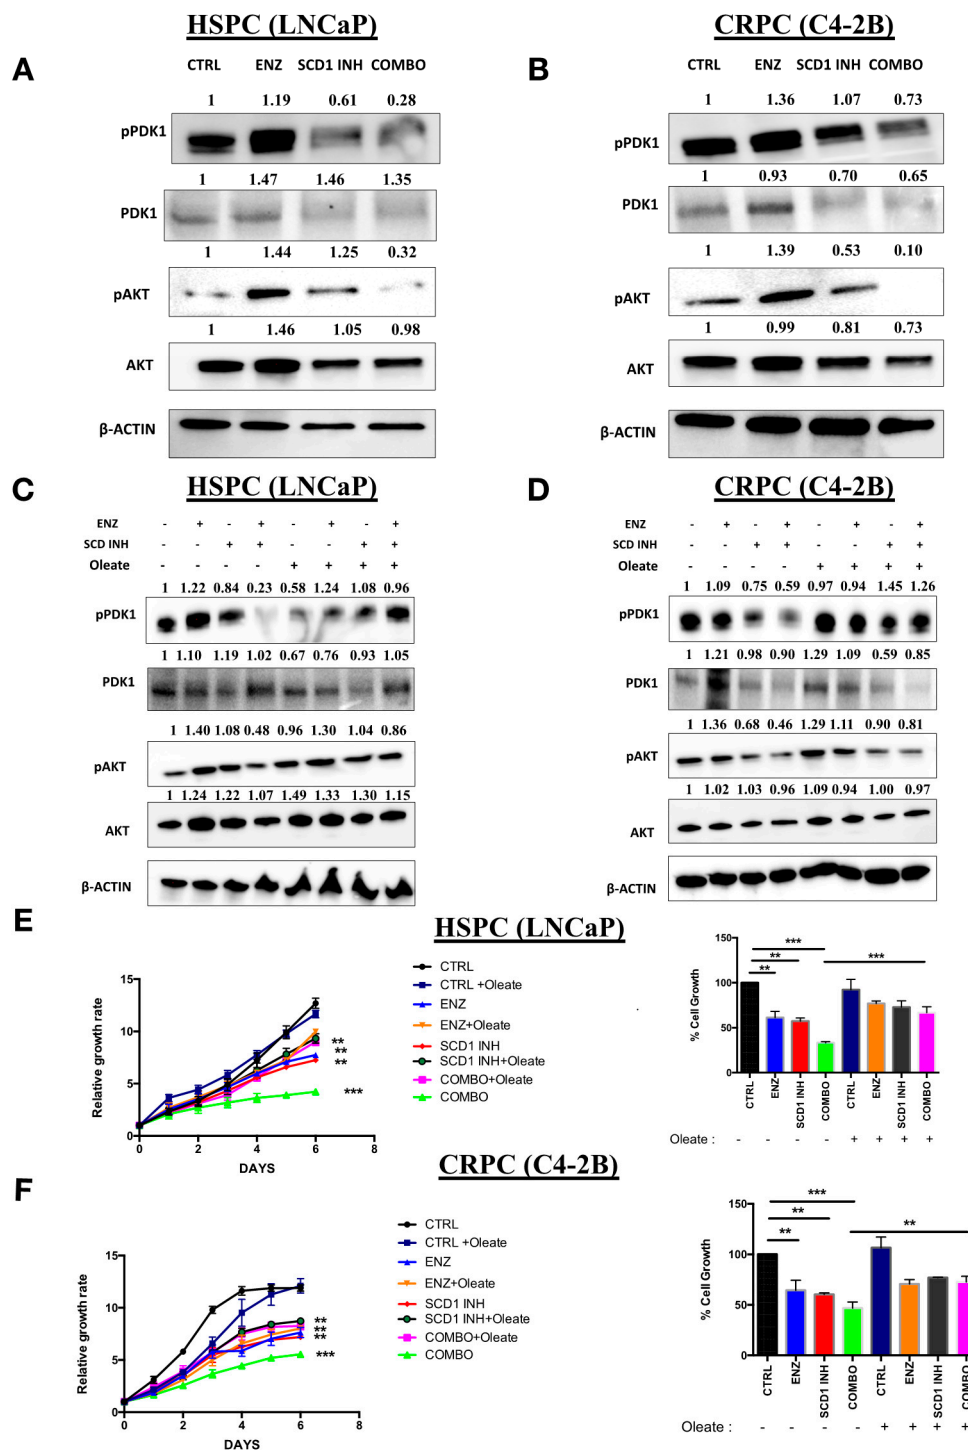 HSPC (LNCaP)
A
CTRL ENZ SCD1 INH COMBO
1 1.19 0.61 0.28
pPDK1
1 1.47 1.46 1.35
PDK1
1 1.44 1.25 0.32
pAKT
1 1.46 1.05 0.98
AKT
β-ACTIN
CRPC (C4-2B)
B
CTRL ENZ SCD1 INH COMBO
1 1.36 1.07 0.73
pPDK1
1 0.93 0.70 0.65
PDK1
1 1.39 0.53 0.10
pAKT
1 0.99 0.81 0.73
AKT
β-ACTIN
C
HSPC (LNCaP)
ENZ - + - + - + - +
SCD INH - - + + - - + +
Oleate - - - - + + + +
1 1.22 0.84 0.23 0.58 1.24 1.08 0.96
pPDK1
1 1.10 1.19 1.02 0.67 0.76 0.93 1.05
PDK1
1 1.40 1.08 0.48 0.96 1.30 1.04 0.86
pAKT
1 1.24 1.22 1.07 1.49 1.33 1.30 1.15
AKT
β-ACTIN
D
CRPC (C4-2B)
ENZ - + - + - + - +
SCD INH - - + + - - + +
Oleate - - - - + + + +
1 1.09 0.75 0.59 0.97 0.94 1.45 1.26
pPDK1
1 1.21 0.98 0.90 1.29 1.09 0.59 0.85
PDK1
1 1.36 0.68 0.46 1.29 1.11 0.90 0.81
pAKT
1 1.02 1.03 0.96 1.09 0.94 1.00 0.97
AKT
β-ACTIN
E
HSPC (LNCaP)
Relative growth rate
15
10
5
0
0 2 4 6 8
DAYS
**
**
**
***
CTRL
CTRL +Oleate
ENZ
ENZ+Oleate
SCD1 INH
SCD1 INH+Oleate
COMBO+Oleate
COMBO
% Cell Growth
150
100
50
0
***
**
**
***
CTRL ENZ SCD1 INH COMBO CTRL ENZ SCD1 INH COMBO
Oleate : - - - - + + + +
F
CRPC (C4-2B)
Relative growth rate
15
10
5
0
0 2 4 6 8
DAYS
**
**
**
***
CTRL
CTRL +Oleate
ENZ
ENZ+Oleate
SCD1 INH
SCD1 INH+Oleate
COMBO+Oleate
COMBO
% Cell Growth
150
100
50
0
***
**
**
**
CTRL ENZ SCD1 INH COMBO CTRL ENZ SCD1 INH COMBO
Oleate : - - - - + + + +